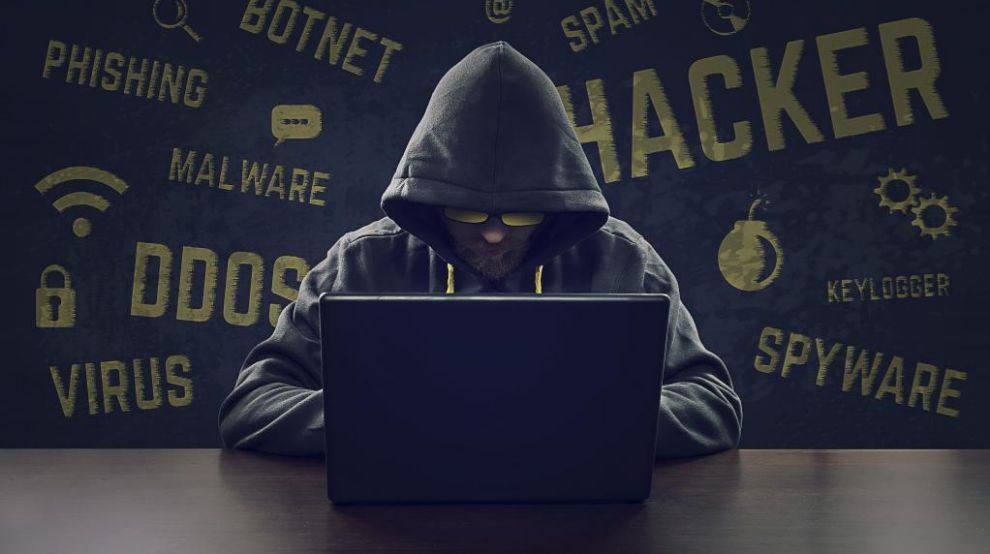 BOTNET
@
SPAM
HACKER
PHISHING
MALWARE
DDOS
KEYLOGGER
VIRUS
SPYWARE